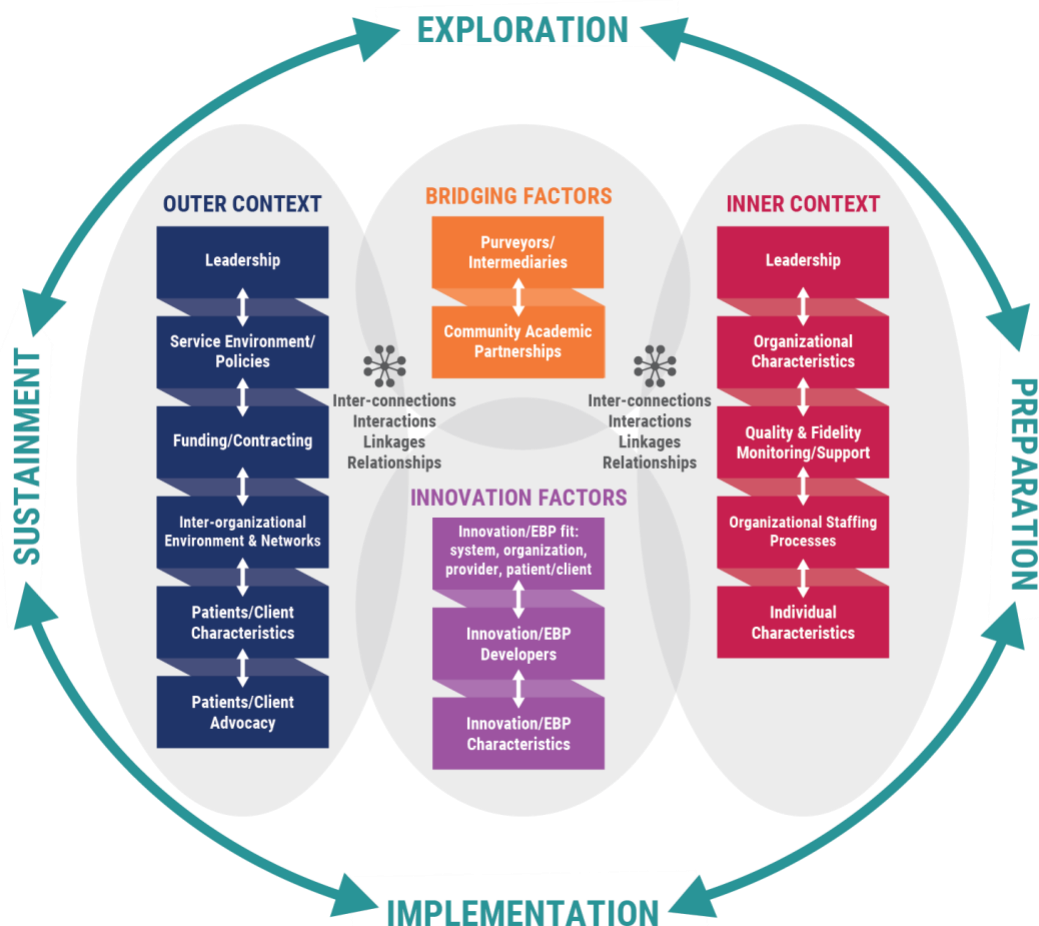 EXPLORATION
OUTER CONTEXT
Leadership
Service Environment/
Policies
Funding/Contracting
Inter-organizational
Environment & Networks
Patients/Client
Characteristics
Patients/Client
Advocacy
BRIDGING FACTORS
Purveyors/
Intermediaries
Community Academic
Partnerships
Inter-connections
Interactions
Linkages
Relationships
Inter-connections
Interactions
Linkages
Relationships
INNOVATION FACTORS
Innovation/EBP fit:
system, organization,
provider, patient/client
Innovation/EBP
Developers
Innovation/EBP
Characteristics
INNER CONTEXT
Leadership
Organizational
Characteristics
Quality & Fidelity
Monitoring/Support
Organizational Staffing
Processes
Individual
Characteristics
PREPARATION
IMPLEMENTATION
SUSTAINMENT